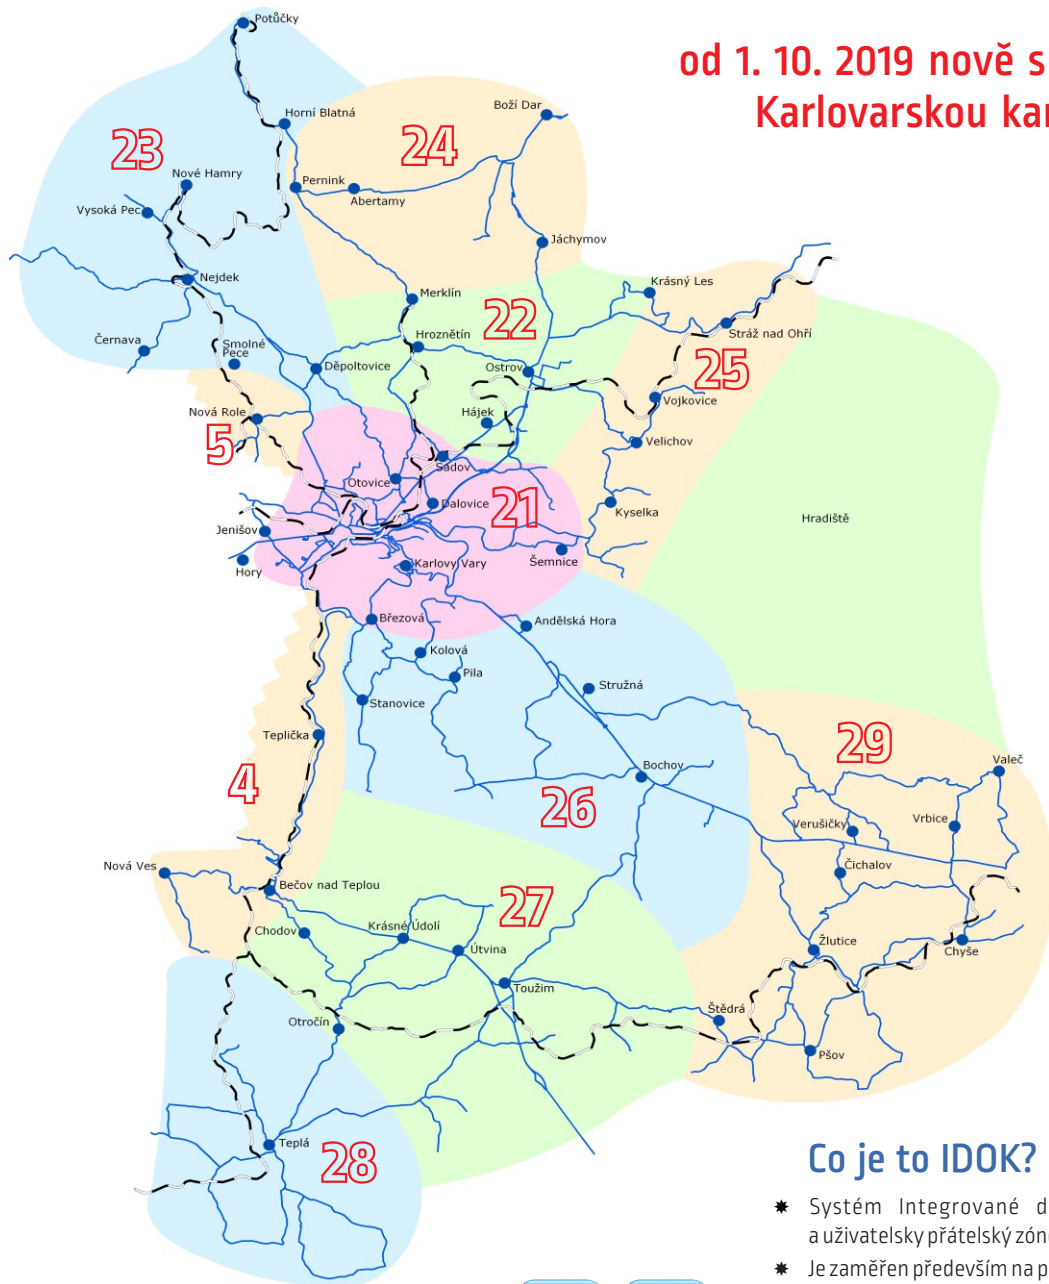 Potůčky
od 1. 10. 2019 nově s
Karlovarskou
Boží Dar
Horní Blatná
23
24
Nové Hamry
Pernink
Abertamy
Vysoká Pec
Jáchymov
Nejdek
Krásný Les
Merklín
22
Stráž nad Ohří
Černava
Smolné
Pece
Hroznětín
Děpoltovice
Ostrov
25
Vojkovice
Nová Role
Hájek
5
Velichov
Sadov
Otovice
21
Dalovice
Kyselka
Hradiště
Jenišov
Hory
Karlovy Vary
Šemnice
Březová
Andělská Hora
Kolová
Pila
Stružná
Stanovice
Teplička
29
Valeč
4
Bochov
26
Verušičky
Vrbice
Nová Ves
Čichalov
Bečov nad Teplou
27
Chodov
Krásné Údolí
Útvina
Žlutice
Chyše
Toužim
Štědrá
Otročín
Pšov
Teplá
28
Co je to IDOK?
✷ Systém Integrované
a uživatelsky přátelský
✷ Je zaměřen především na